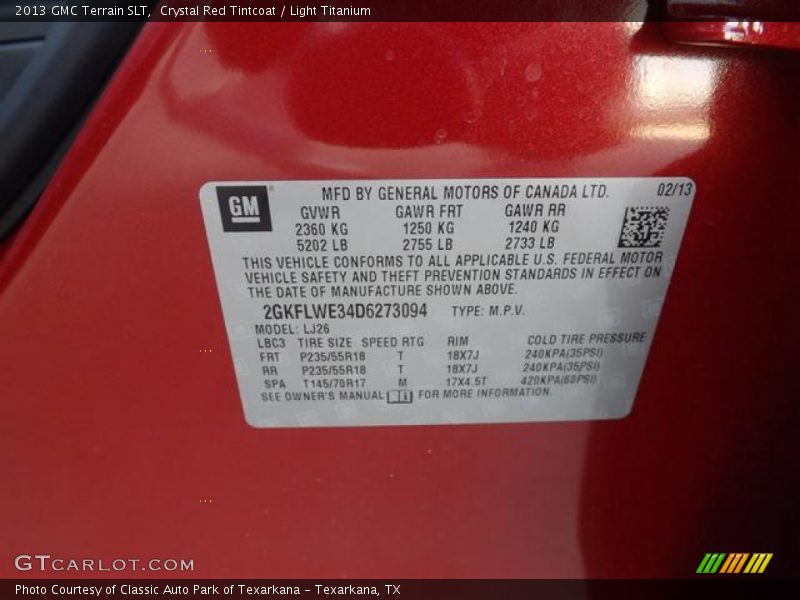 2013 GMC Terrain SLT, Crystal Red Tintcoat / Light Titanium
GM
MFD BY GENERAL MOTORS OF CANADA LTD. 02/13
GVWR GAWR FRT GAWR RR
2360 KG 1250 KG 1240 KG
5202 LB 2755 LB 2733 LB
THIS VEHICLE CONFORMS TO ALL APPLICABLE U.S. FEDERAL MOTOR
VEHICLE SAFETY AND THEFT PREVENTION STANDARDS IN EFFECT ON
THE DATE OF MANUFACTURE SHOWN ABOVE.
2GKFLWE34D6273094 TYPE: M.P.V.
MODEL: LJ26
LBC3 TIRE SIZE SPEED RTG RIM COLD TIRE PRESSURE
FRT P235/55R18 T 18X7J 240KPA(35PSI)
RR P235/55R18 T 18X7J 240KPA(35PSI)
SPA T145/70R17 M 17X4.5T 420KPA(60PSI)
SEE OWNER'S MANUAL FOR MORE INFORMATION.
GTCARLOT.COM
Photo Courtesy of Classic Auto Park of Texarkana - Texarkana, TX